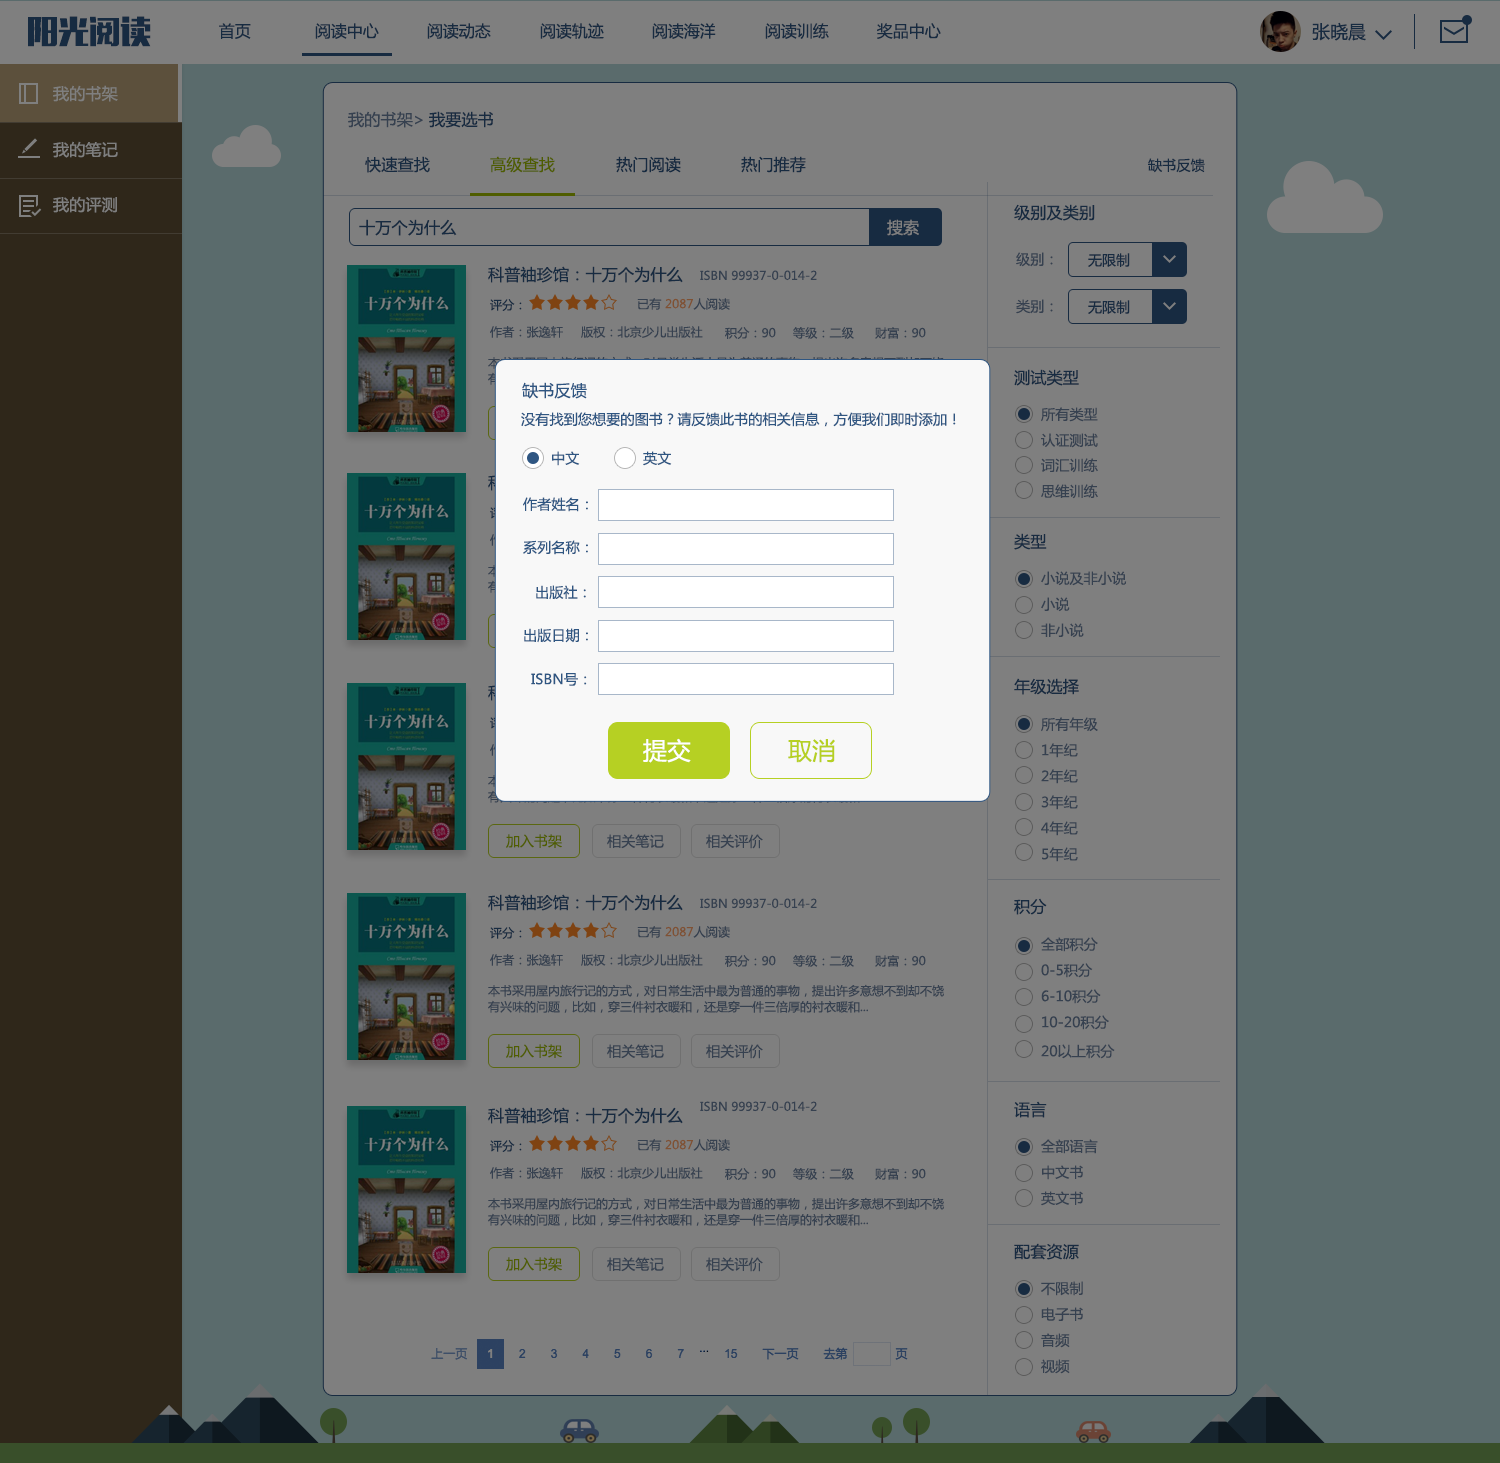 阳光阅读
首页 阅读中心 阅读动态 阅读轨迹 阅读海洋 阅读训练 奖品中心
张晓晨
我的书架
我的笔记
我的评测
我的书架> 我要选书
快速查找 高级查找 热门阅读 热门推荐
缺书反馈
十万个为什么 搜索
十万个为什么
科普袖珍馆：十万个为什么 ISBN 99937-0-014-2
评分： 已有 2087人阅读
作者：张逸轩 版权：北京少儿出版社 积分：90 等级：二级 财富：90
缺书反馈
没有找到您想要的图书？请反馈此书的相关信息，方便我们即时添加！
中文 英文
作者姓名：
系列名称：
出版社：
出版日期：
ISBN号：
提交 取消
十万个为什么
十万个为什么
加入书架 相关笔记 相关评价
十万个为什么
科普袖珍馆：十万个为什么 ISBN 99937-0-014-2
评分： 已有 2087人阅读
作者：张逸轩 版权：北京少儿出版社 积分：90 等级：二级 财富：90
本书采用屋内旅行记的方式，对日常生活中最为普通的事物，提出许多意想不到却不饶
有兴味的问题，比如，穿三件衬衣暖和，还是穿一件三倍厚的衬衣暖和...
加入书架 相关笔记 相关评价
十万个为什么
科普袖珍馆：十万个为什么 ISBN 99937-0-014-2
评分： 已有 2087人阅读
作者：张逸轩 版权：北京少儿出版社 积分：90 等级：二级 财富：90
本书采用屋内旅行记的方式，对日常生活中最为普通的事物，提出许多意想不到却不饶
有兴味的问题，比如，穿三件衬衣暖和，还是穿一件三倍厚的衬衣暖和...
加入书架 相关笔记 相关评价
上一页 1 2 3 4 5 6 7 ... 15 下一页 去第 页
级别及类别
级别： 无限制
类别： 无限制
测试类型
所有类型
认证测试
词汇训练
思维训练
类型
小说及非小说
小说
非小说
年级选择
所有年级
1年纪
2年纪
3年纪
4年纪
5年纪
积分
全部积分
0-5积分
6-10积分
10-20积分
20以上积分
语言
全部语言
中文书
英文书
配套资源
不限制
电子书
音频
视频